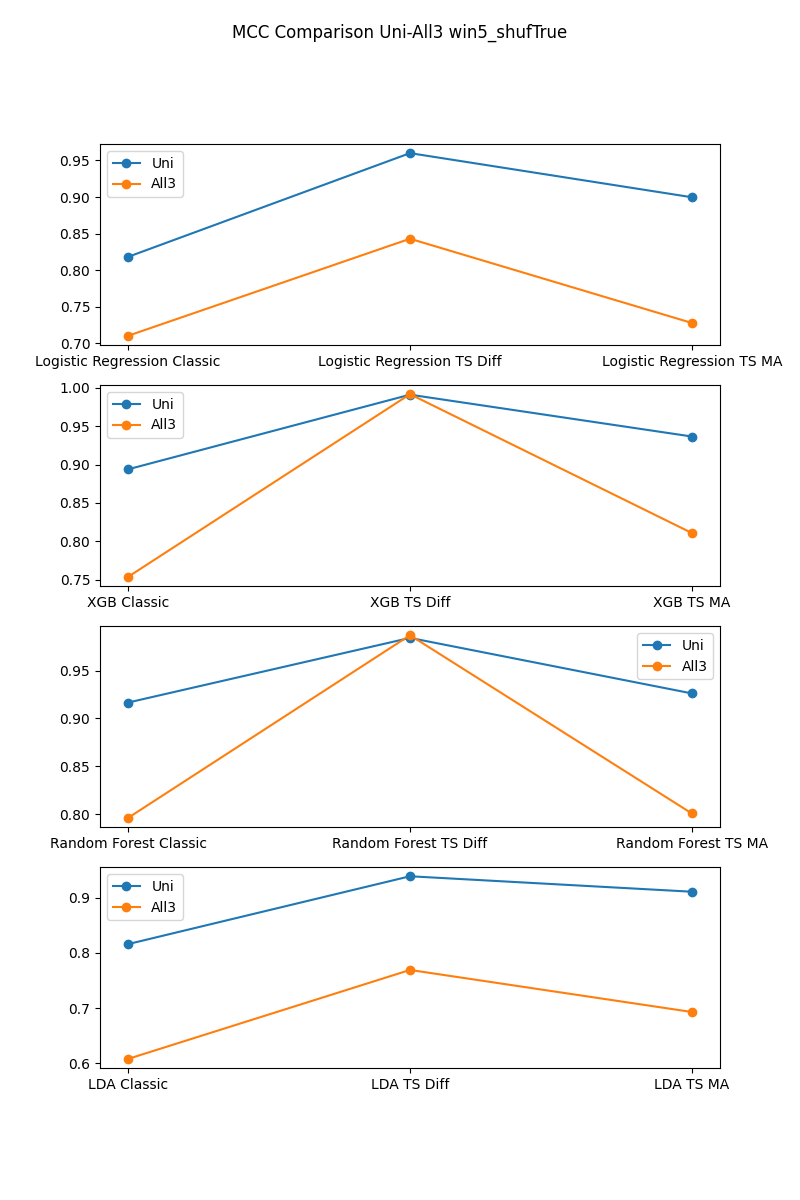 MCC Comparison Uni-All3 win5_shufTrue
Uni
All3
0.95
0.90
0.85
0.80
0.75
0.70
Logistic Regression Classic Logistic Regression TS Diff Logistic Regression TS MA
Uni
All3
1.00
0.95
0.90
0.85
0.80
0.75
XGB Classic XGB TS Diff XGB TS MA
Uni
All3
0.95
0.90
0.85
0.80
Random Forest Classic Random Forest TS Diff Random Forest TS MA
Uni
All3
0.9
0.8
0.7
0.6
LDA Classic LDA TS Diff LDA TS MA